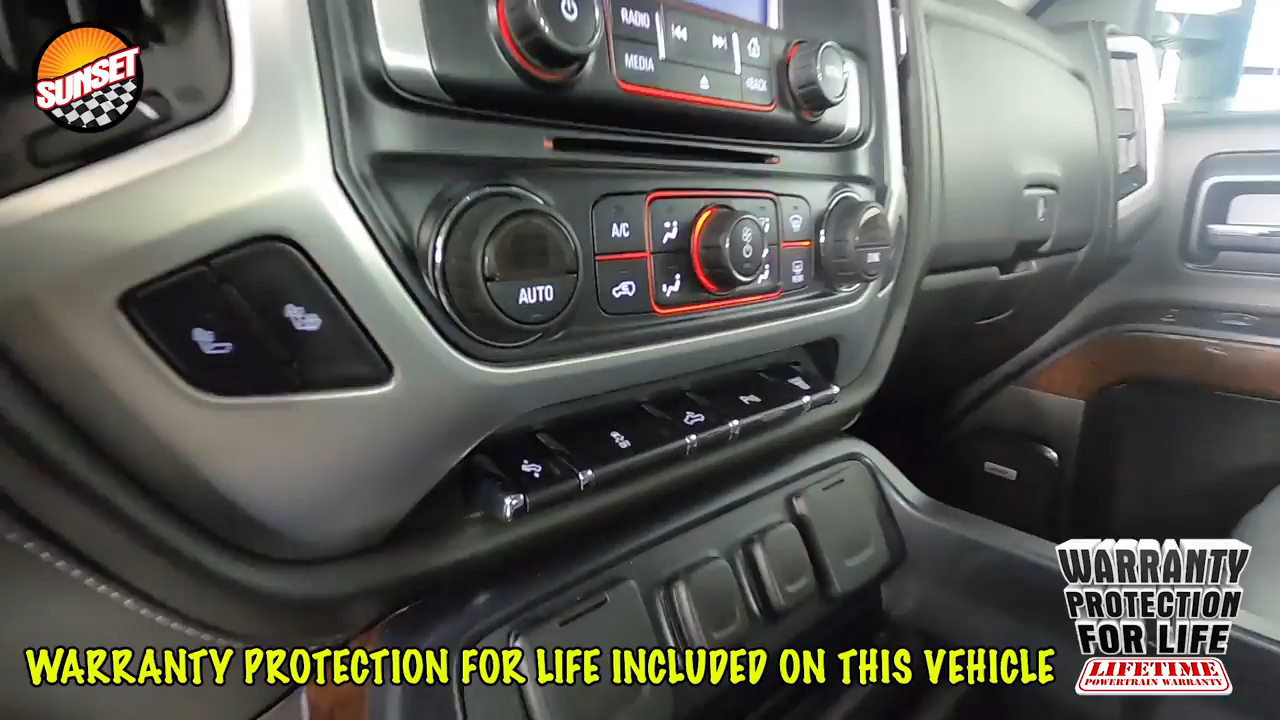 SUNSET
RADIO
MEDIA
BACK
A/C
AUTO
WARRANTY
PROTECTION
FOR LIFE
LIFETIME
POWERTRAIN WARRANTY
WARRANTY PROTECTION FOR LIFE INCLUDED ON THIS VEHICLE